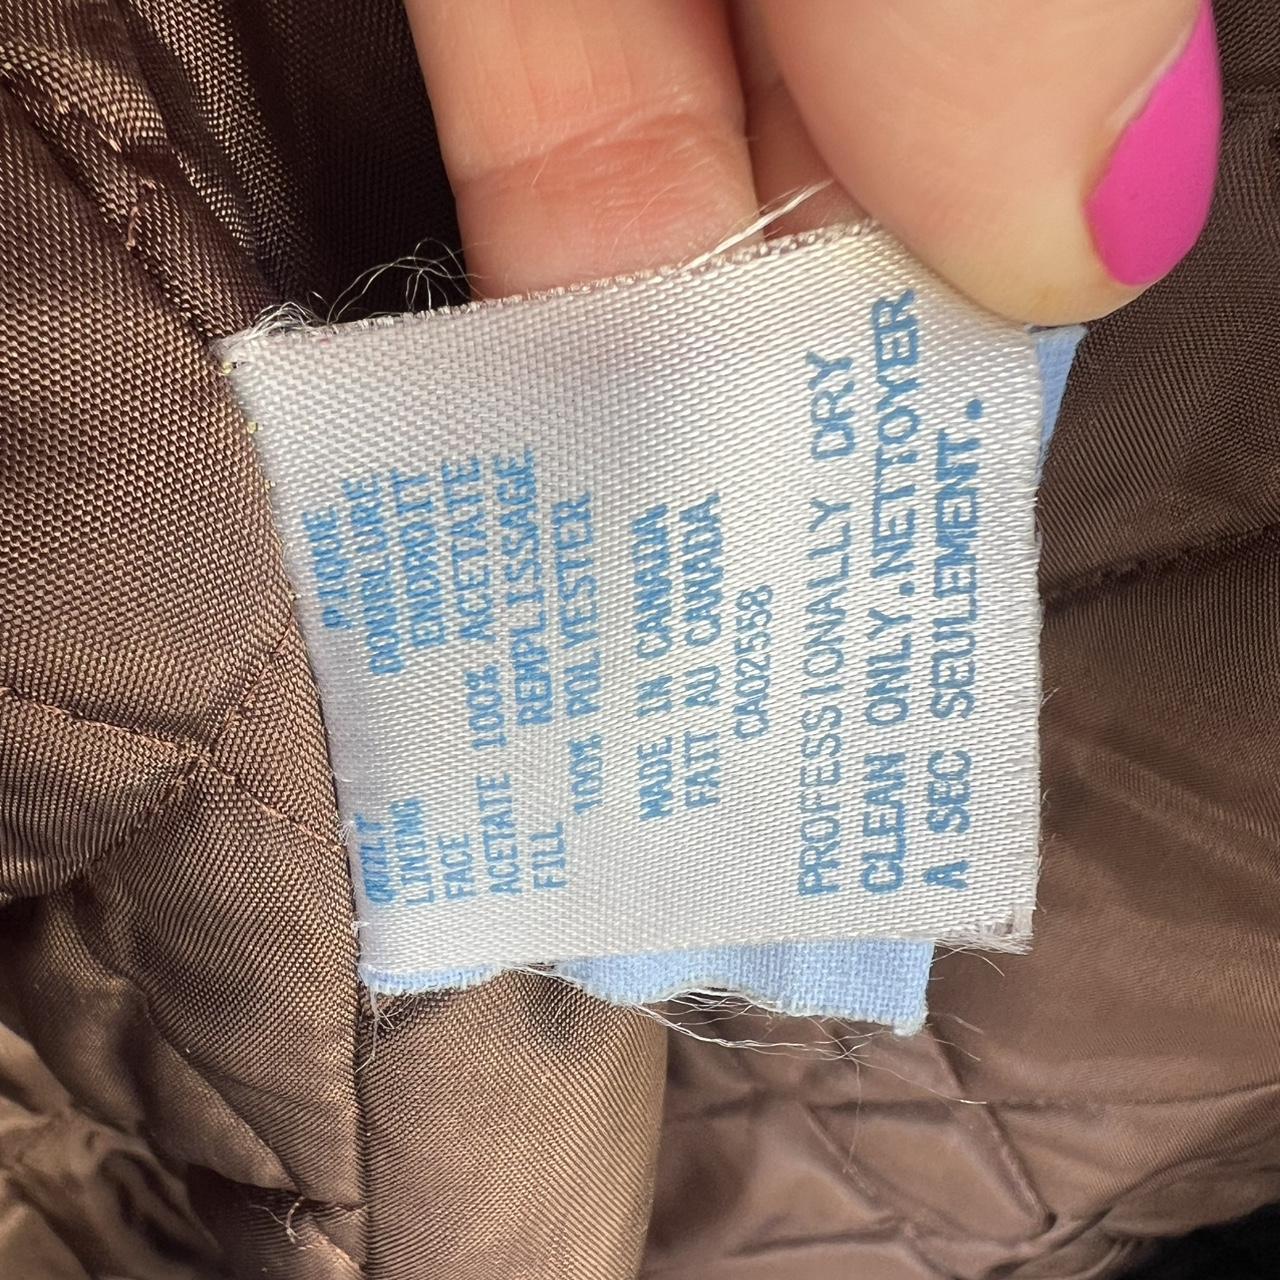 QUILT PIQUE
LINING DOUBLURE
FACE ENDROIT
ACETATE 100% ACETATE
FILL REMPLISSAGE
100% POLYESTER
MADE IN CANADA
FAIT AU CANADA
CA02558
PROFESSIONALLY DRY
CLEAN ONLY.NETTOYER
A SEC SEULEMENT.